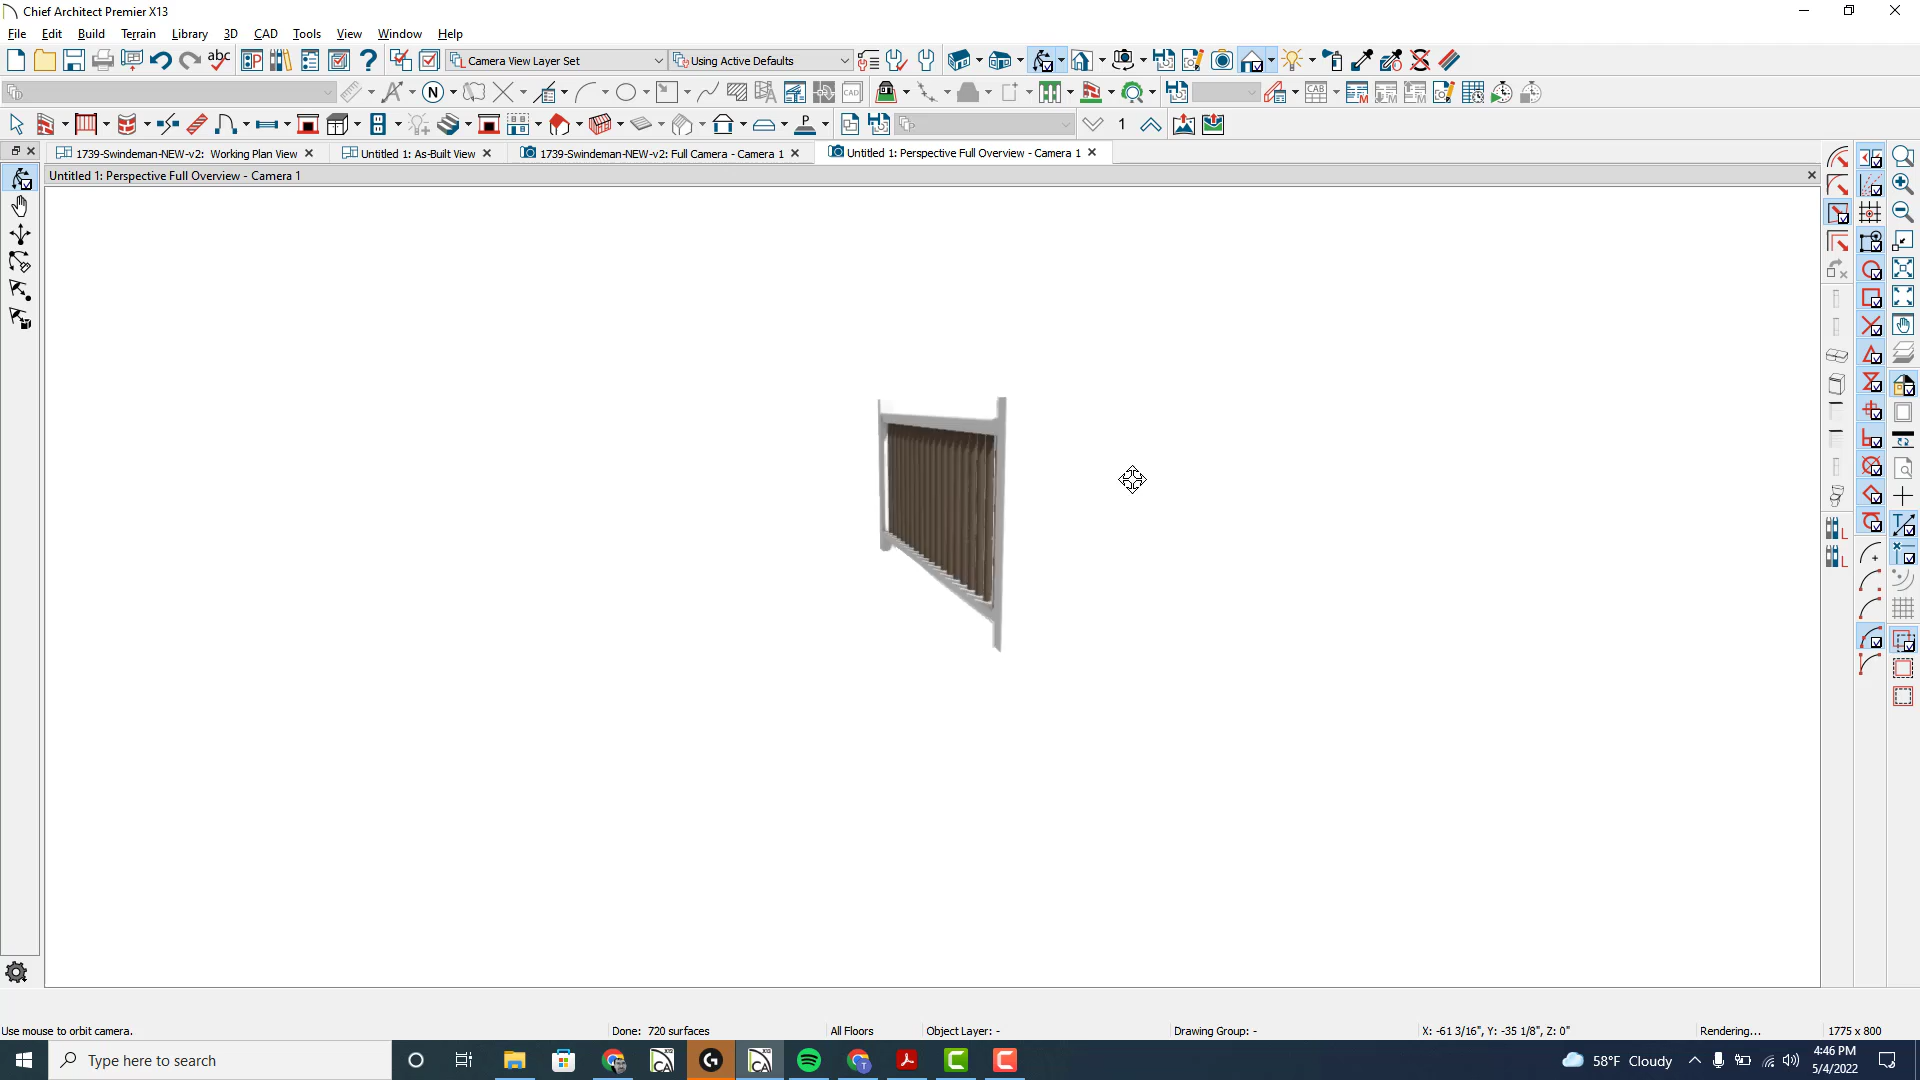 Chief Architect Premier X13
File Edit Build Terrain Library 3D CAD Tools View Window Help
abc Camera View Layer Set Using Active Defaults
N CAD CAB
P 1
1739-Swindeman-NEW-v2: Working Plan View Untitled 1: As-Built View 1739-Swindeman-NEW-v2: Full Camera - Camera 1 Untitled 1: Perspective Full Overview - Camera 1
Untitled 1: Perspective Full Overview - Camera 1
Use mouse to orbit camera. Done: 720 surfaces All Floors Object Layer: - Drawing Group: - X: -61 3/16", Y: -35 1/8", Z: 0" Rendering... 1775 x 800
Type here to search 58°F Cloudy 4:46 PM
5/4/2022